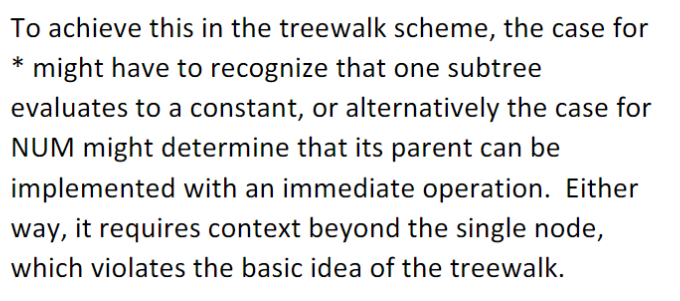 To achieve this in the treewalk scheme, the case for
* might have to recognize that one subtree
evaluates to a constant, or alternatively the case for
NUM might determine that its parent can be
implemented with an immediate operation.  Either
way, it requires context beyond the single node,
which violates the basic idea of the treewalk.